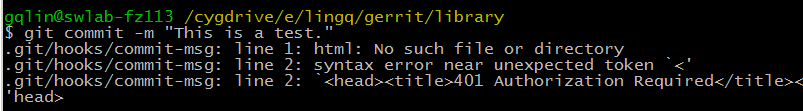 gqlin@swlab-fz113 /cygdrive/e/lingq/gerrit/library
$ git commit -m "This is a test."
.git/hooks/commit-msg: line 1: html: No such file or directory
.git/hooks/commit-msg: line 2: syntax error near unexpected token `<'
.git/hooks/commit-msg: line 2: `<head><title>401 Authorization Required</title><
'head>